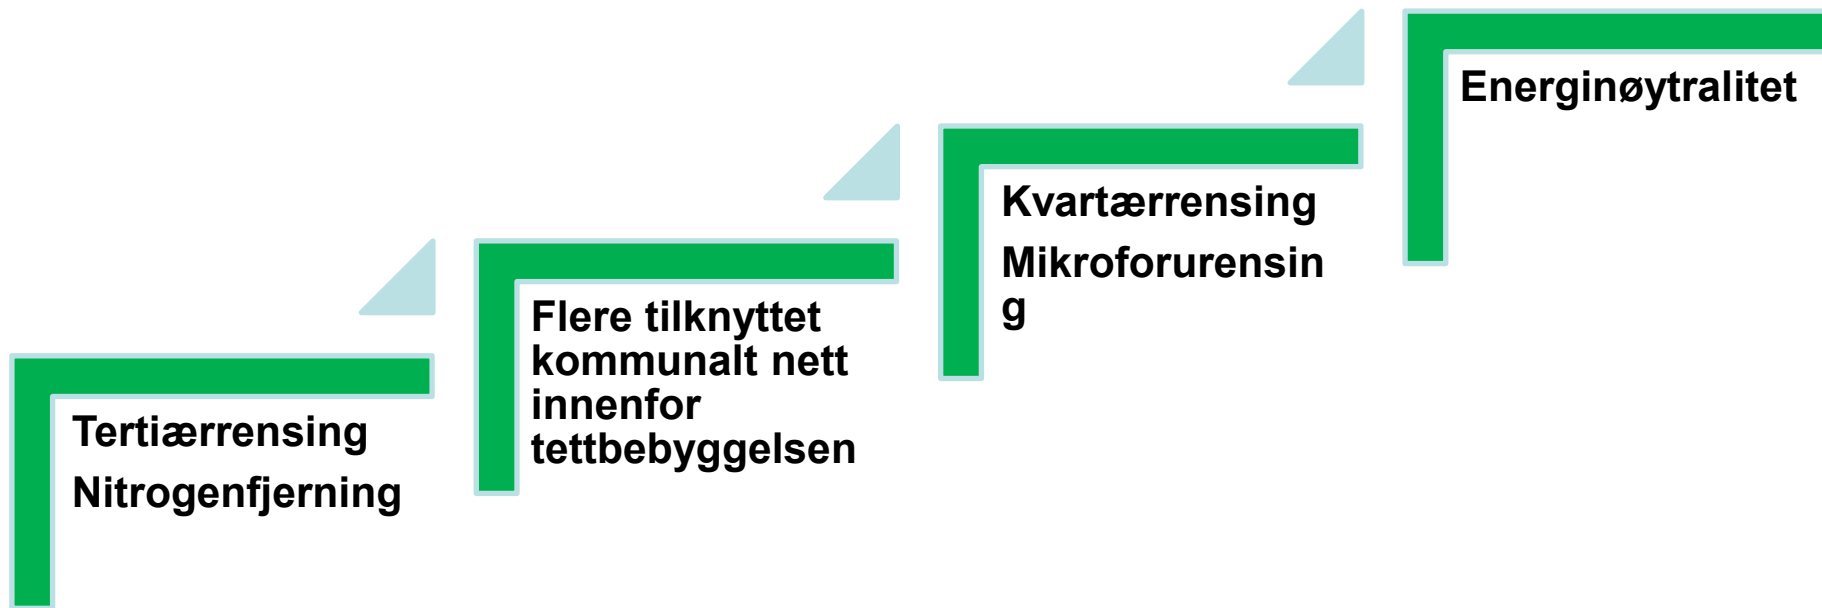 Tertiærrensing
Nitrogenfjerning
Flere tilknyttet
kommunalt nett
innenfor
tettbebyggelsen
Kvartærrensing
Mikroforurensin
g
Energinøytralitet